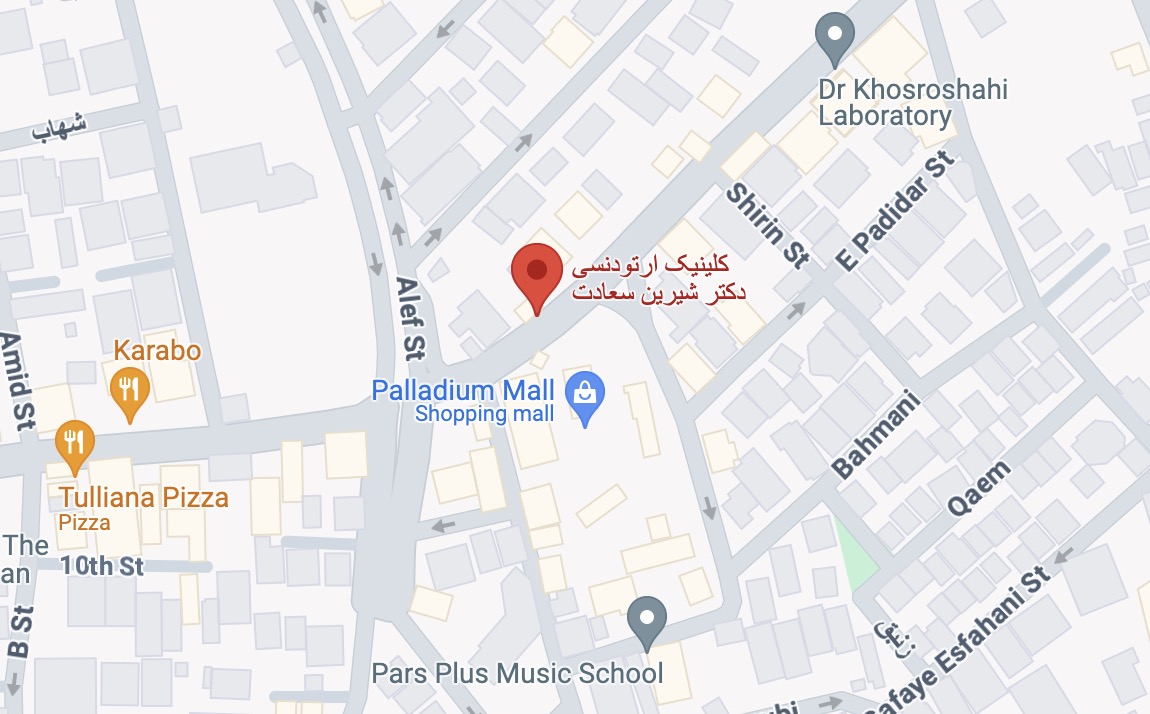 شهاب
Dr Khosroshahi
Laboratory
E Padidar St
Shirin St
کلینیک ارتودنسی
دکتر شیرین سعادت
Alef St
Amid St
Karabo
Palladium Mall
Shopping mall
Bahmani
Qaem
Tulliana Pizza
Pizza
The
an
10th St
B St
Safaye Esfahani St
Pars Plus Music School